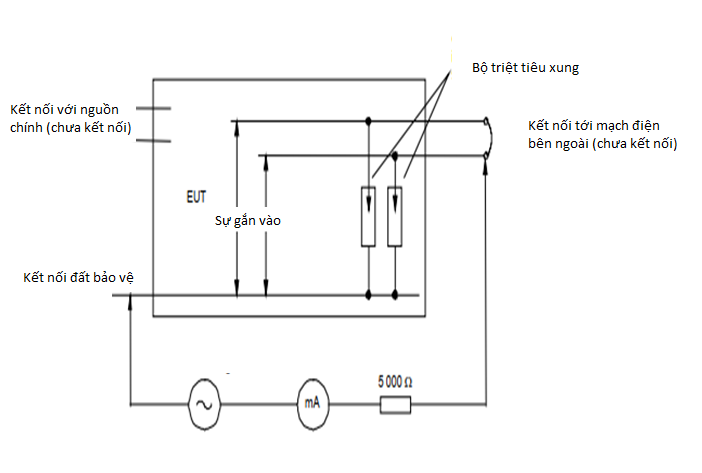 Bộ triệt tiêu xung
Kết nối với nguồn
chính (chưa kết nối)
Kết nối tới mạch điện
bên ngoài (chưa kết nối)
EUT
Sự gắn vào
Kết nối đất bảo vệ
5 000 Ω
mA